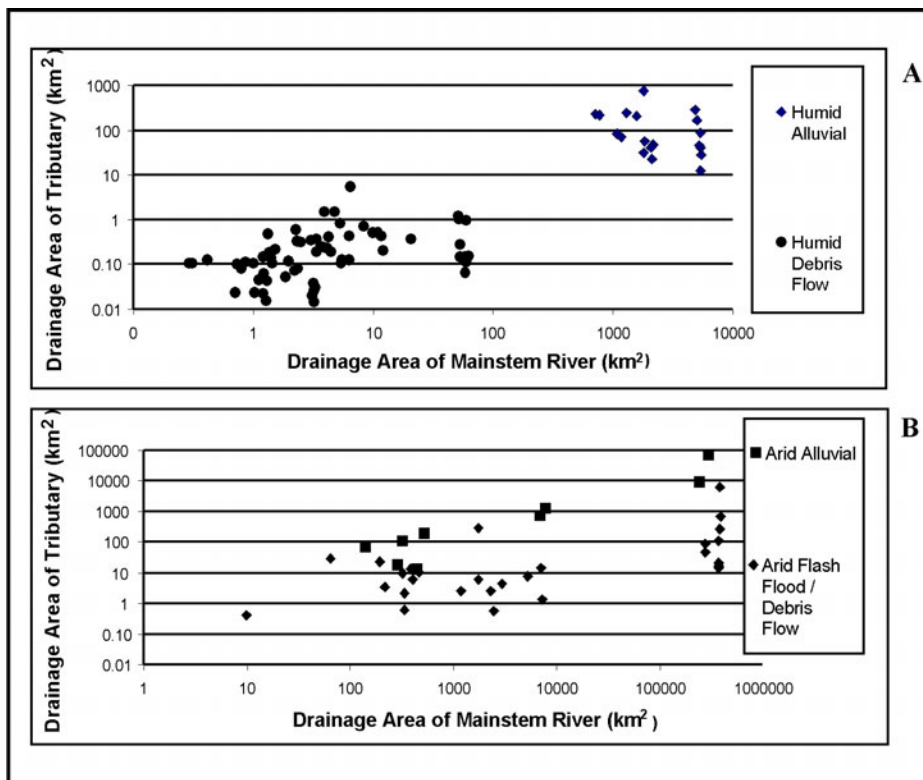 A
Drainage Area of Tributary (km²)
1000
100
10
1
0.10
0.01
0
1
10
100
1000
10000
Drainage Area of Mainstem River (km²)
Humid
Alluvial
Humid
Debris
Flow
B
Drainage Area of Tributary (km²)
100000
10000
1000
100
10
1
0.10
0.01
1
10
100
1000
10000
100000
1000000
Drainage Area of Mainstem River (km²)
Arid Alluvial
Arid Flash
Flood /
Debris
Flow